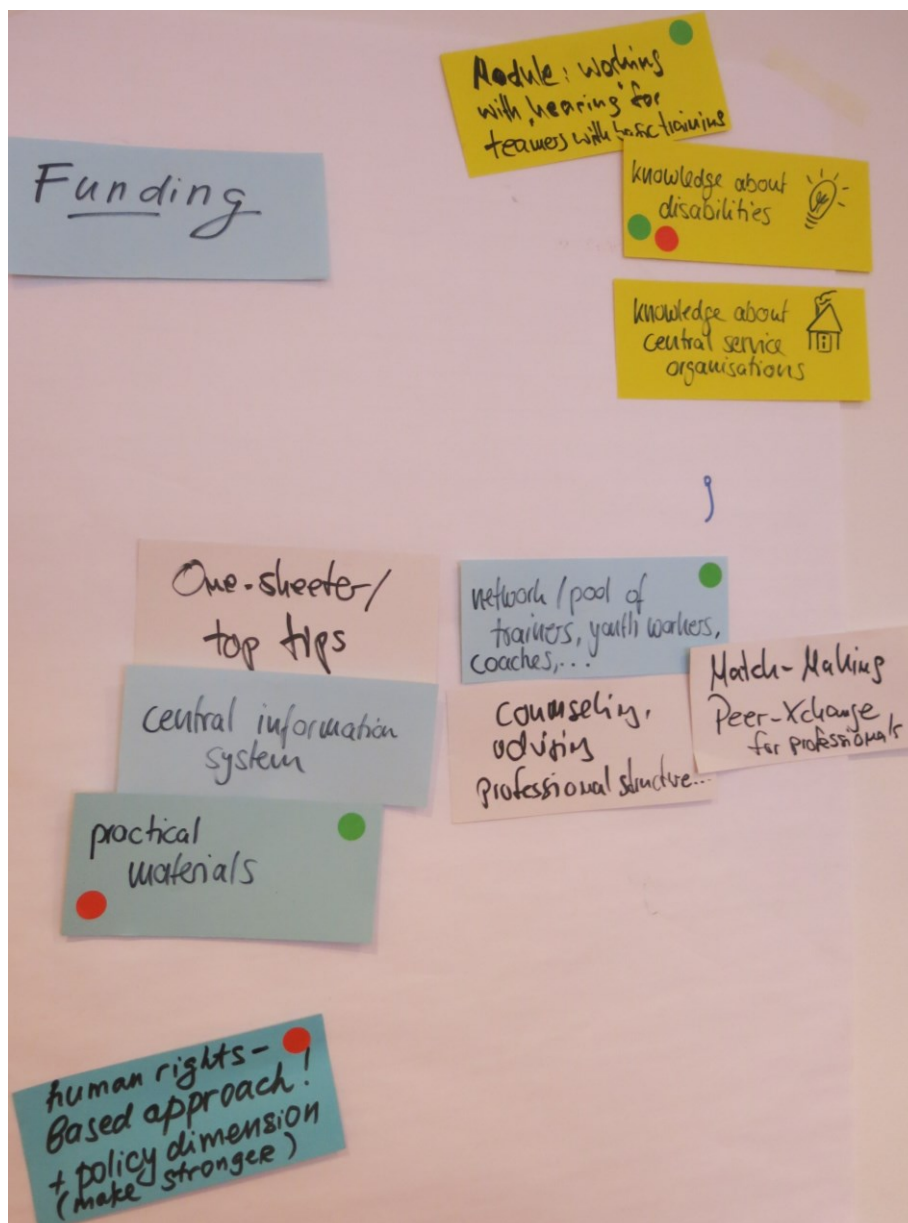 Funding
Module: working
with "hearing" for
teamers with basic training
knowledge about
disabilities
knowledge about
central service
organisations
One-sheeter/
top tips
central information
system
practical
materials
network / pool of
trainers, youth workers,
coaches,...
Counseling,
advising
professional structure...
Match-Making
Peer-Xchange
for professionals
human rights-
Based approach!
+ policy dimension
(make stronger)